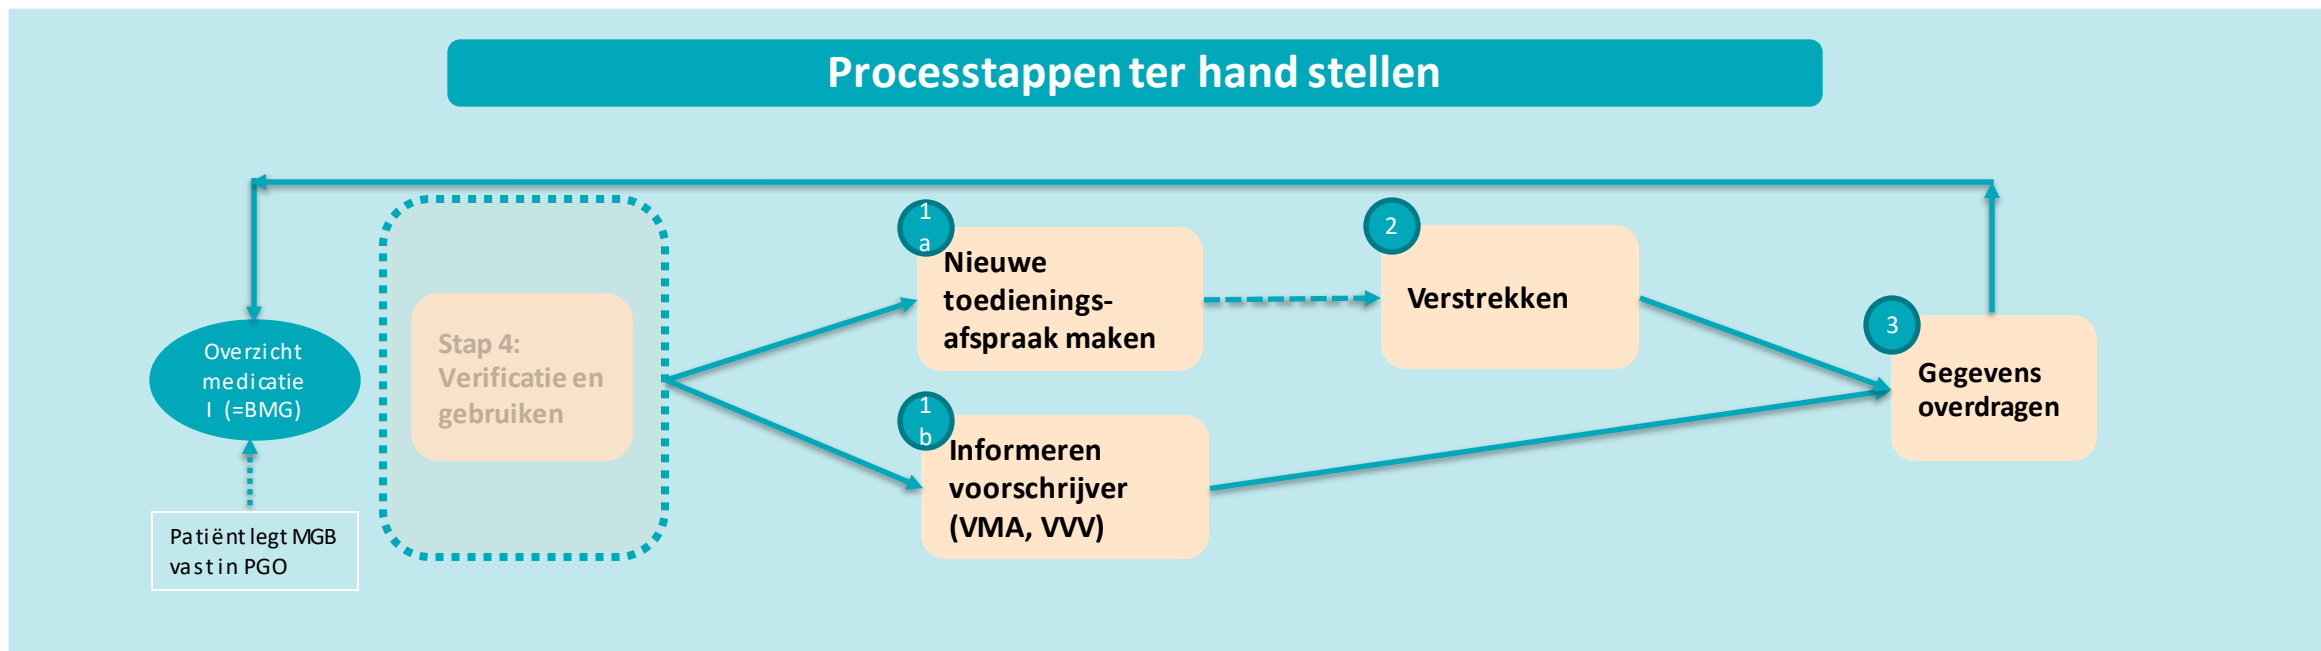 Processtappen ter hand stellen
Overzicht
medicatie
I (=BMG)
Patiënt legt MGB
vast in PGO
Stap 4:
Verificatie en
gebruiken
1
a
Nieuwe
toedienings-
afspraak maken
1
b
Informeren
voorschrijver
(VMA, VVV)
2
Verstrekken
3
Gegevens
overdragen